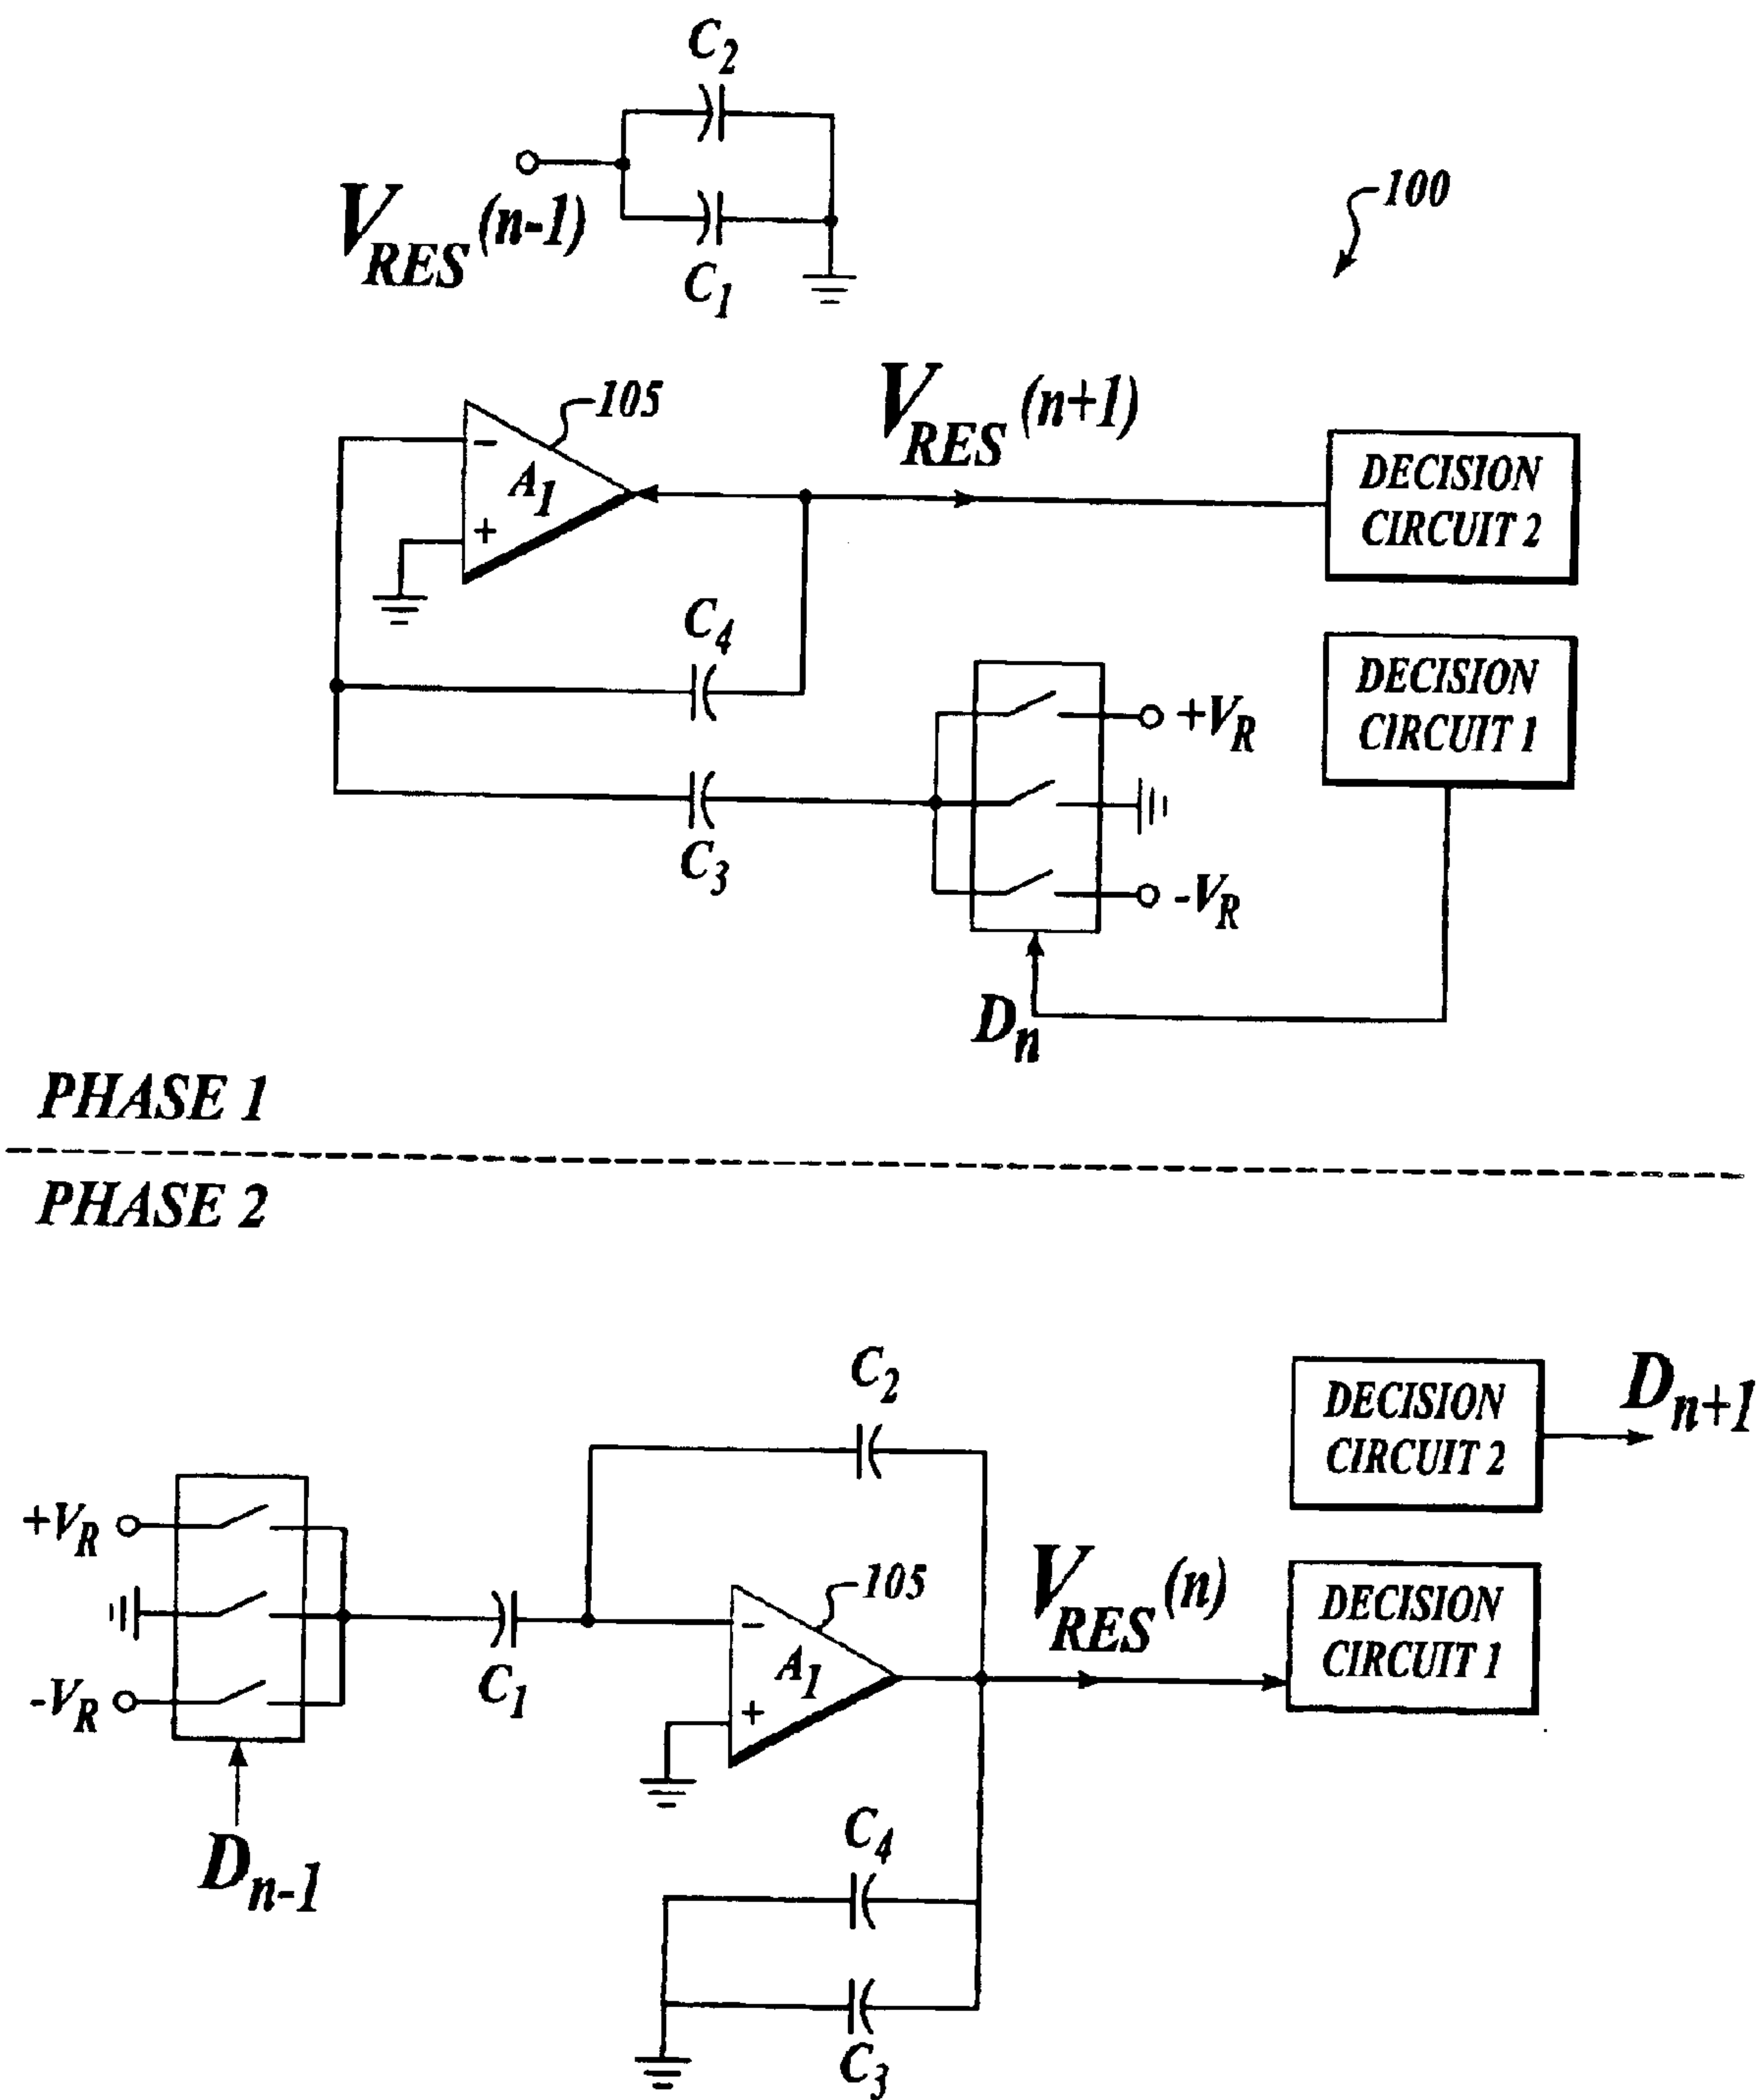 C2
VRES (n-1)
C1
100
105
A1
-
+
VRES (n+1)
DECISION
CIRCUIT 2
C4
C3
DECISION
CIRCUIT 1
+VR
-VR
Dn
PHASE 1
PHASE 2
C2
DECISION
CIRCUIT 2
Dn+1
+VR
-VR
C1
105
A1
-
+
VRES (n)
DECISION
CIRCUIT 1
Dn-1
C4
C3